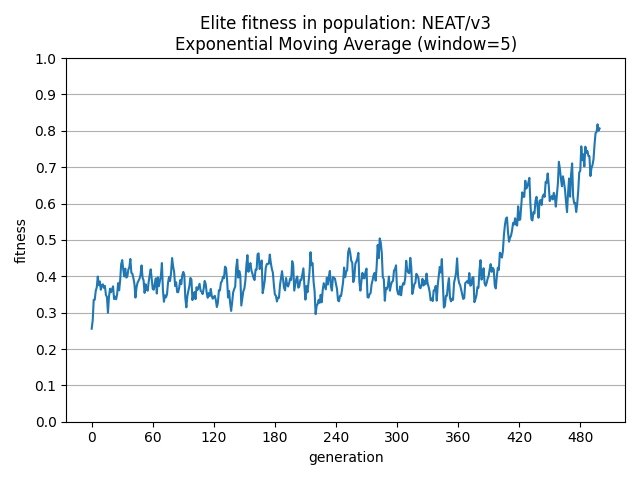 Elite fitness in population: NEAT/v3
Exponential Moving Average (window=5)
fitness
1.0
0.9
0.8
0.7
0.6
0.5
0.4
0.3
0.2
0.1
0.0
0 60 120 180 240 300 360 420 480
generation